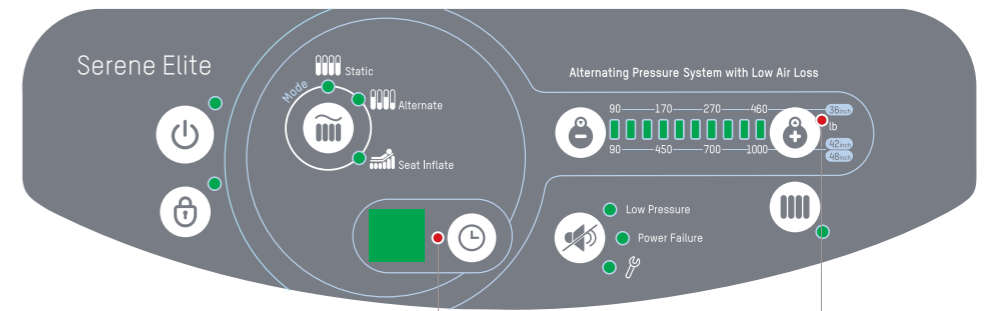 Serene Elite
Mode
Static
Alternate
Seat Inflate
Alternating Pressure System with Low Air Loss
90 170 270 460 36inch
lb
90 450 700 1000 42inch
48inch
Low Pressure
Power Failure